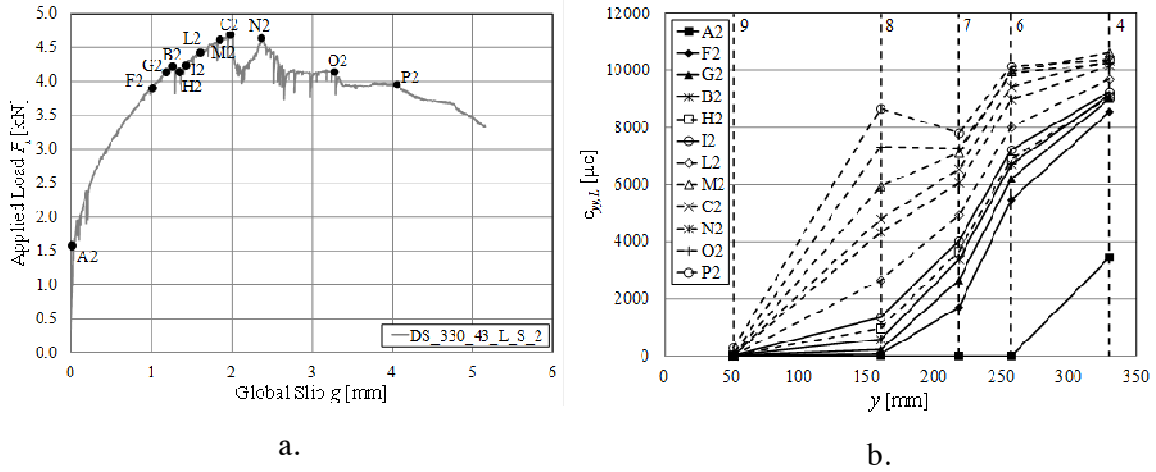 5.0
4.5
4.0
3.5
3.0
2.5
2.0
1.5
1.0
0.5
0.0
0
1
2
3
4
5
6
Applied Load F [kN]
Global Slip g [mm]
A2
F2
G2
B2
H2
I2
L2
M2
C2
N2
O2
P2
DS_330_43_L_S_2
a.
12000
10000
8000
6000
4000
2000
0
0
50
100
150
200
250
300
350
y [mm]
[με]
9
8
7
6
4
A2
F2
G2
B2
H2
I2
L2
M2
C2
N2
O2
P2
b.